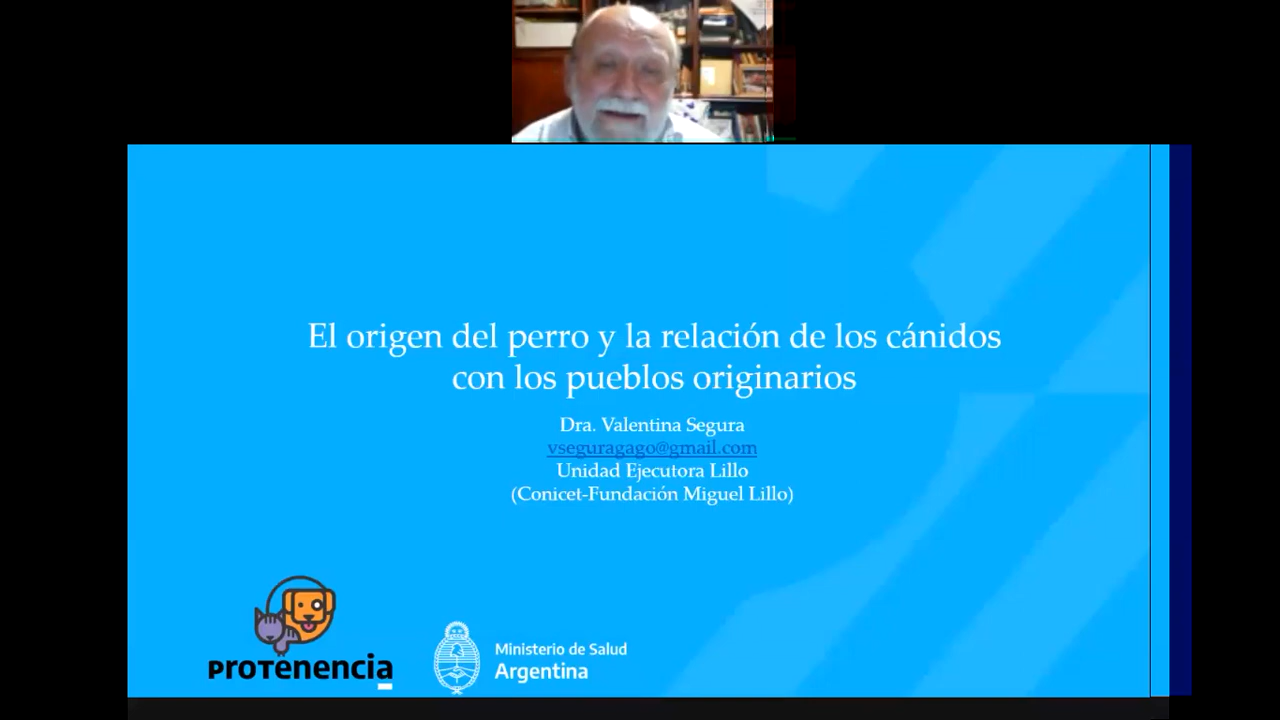 El origen del perro y la relación de los cánidos
con los pueblos originarios
Dra. Valentina Segura
vseguragago@gmail.com
Unidad Ejecutora Lillo
(Conicet-Fundación Miguel Lillo)
PROTENENCIA
Ministerio de Salud
Argentina